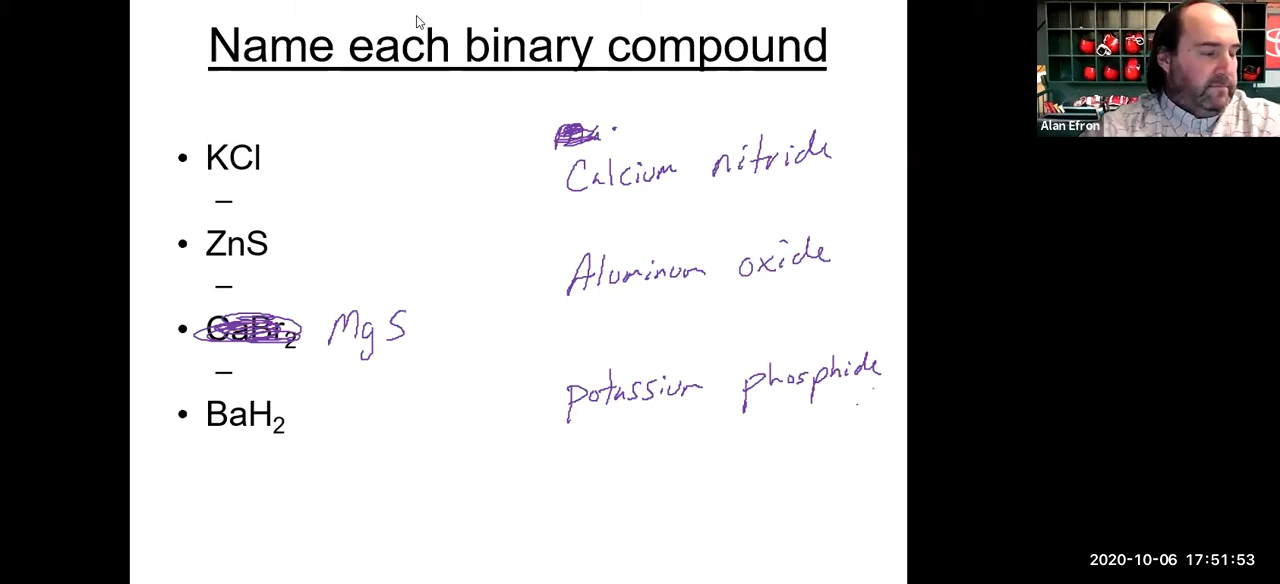 Name each binary compound
• KCl
–
• ZnS
–
• CaBr₂ MgS
–
• BaH₂
Calcium nitride
Aluminum oxide
potassium phosphide
Alan Efron
2020-10-06 17:51:53